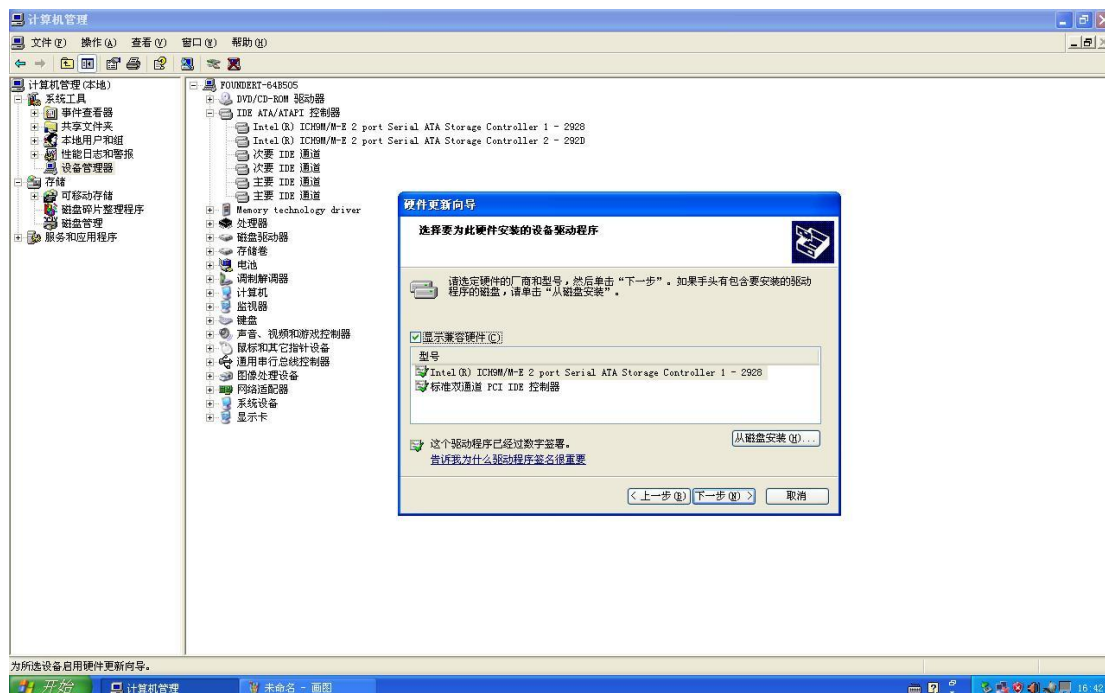 计算机管理
文件(F) 操作(A) 查看(V) 窗口(W) 帮助(H)
计算机管理(本地)
系统工具
事件查看器
共享文件夹
本地用户和组
性能日志和警报
设备管理器
存储
可移动存储
磁盘碎片整理程序
磁盘管理
服务和应用程序
FOUNDERT-64B505
DVD/CD-ROM 驱动器
IDE ATA/ATAPI 控制器
Intel(R) ICH9M/M-E 2 port Serial ATA Storage Controller 1 - 2928
Intel(R) ICH9M/M-E 2 port Serial ATA Storage Controller 2 - 292D
次要 IDE 通道
次要 IDE 通道
主要 IDE 通道
主要 IDE 通道
Memory technology driver
处理器
磁盘驱动器
存储卷
电池
调制解调器
计算机
监视器
键盘
声音、视频和游戏控制器
鼠标和其它指针设备
通用串行总线控制器
图像处理设备
网络适配器
系统设备
显示卡
硬件更新向导
选择要为此硬件安装的设备驱动程序
请选定硬件的厂商和型号，然后单击“下一步”。如果手头有包含要安装的驱动
程序的磁盘，请单击“从磁盘安装”。
显示兼容硬件(C)
型号
Intel(R) ICH9M/M-E 2 port Serial ATA Storage Controller 1 - 2928
标准双通道 PCI IDE 控制器
这个驱动程序已经过数字签署。
告诉我为什么驱动程序签名很重要
从磁盘安装(H)...
<上一步(B) 下一步(N)> 取消
为所选设备启用硬件更新向导。
开始 计算机管理 未命名 - 画图 16:42